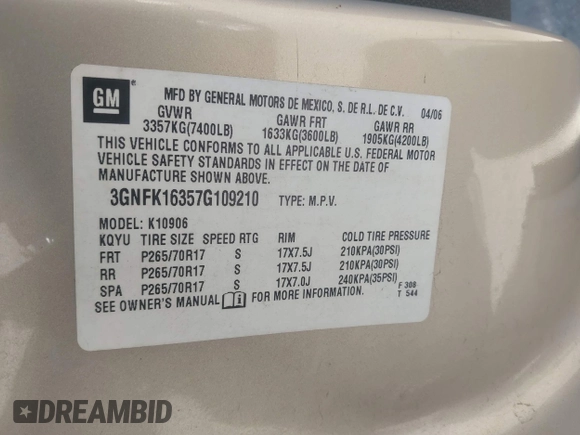 GM
MFD BY GENERAL MOTORS DE MEXICO, S. DE R.L. DE C.V. 04/06
GVWR GAWR FRT GAWR RR
3357KG(7400LB) 1633KG(3600LB) 1905KG(4200LB)
THIS VEHICLE CONFORMS TO ALL APPLICABLE U.S. FEDERAL MOTOR
VEHICLE SAFETY STANDARDS IN EFFECT ON THE DATE OF
MANUFACTURE SHOWN ABOVE.
3GNFK16357G109210 TYPE: M.P.V.
MODEL: K10906
KQYU TIRE SIZE SPEED RTG RIM COLD TIRE PRESSURE
FRT P265/70R17 S 17X7.5J 210KPA(30PSI)
RR P265/70R17 S 17X7.5J 210KPA(30PSI)
SPA P265/70R17 S 17X7.0J 240KPA(35PSI) F 308
SEE OWNER'S MANUAL FOR MORE INFORMATION. T 544
DREAMBID